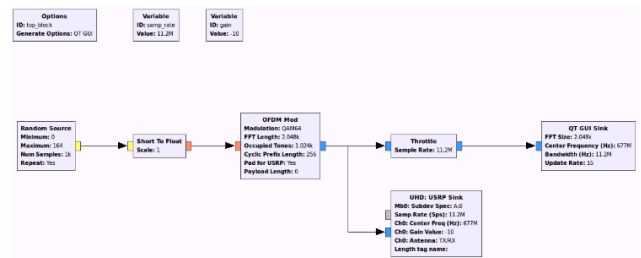 Options
ID: top_block
Generate Options: QT GUI
Variable
ID: samp_rate
Value: 11.2M
Variable
ID: gain
Value: -10
Random Source
Minimum: 0
Maximum: 164
Num Samples: 1k
Repeat: Yes
Short To Float
Scale: 1
OFDM Mod
Modulation: QAM64
FFT Length: 2.048k
Occupied Tones: 1.024k
Cyclic Prefix Length: 256
Pad for USRP: Yes
Payload Length: 0
Throttle
Sample Rate: 11.2M
QT GUI Sink
FFT Size: 2.048k
Center Frequency (Hz): 677M
Bandwidth (Hz): 11.2M
Update Rate: 15
UHD: USRP Sink
Mb0: Subdev Spec: A:0
Samp Rate (Sps): 11.2M
Ch0: Center Freq (Hz): 677M
Ch0: Gain Value: -10
Ch0: Antenna: TX/RX
Length tag name: